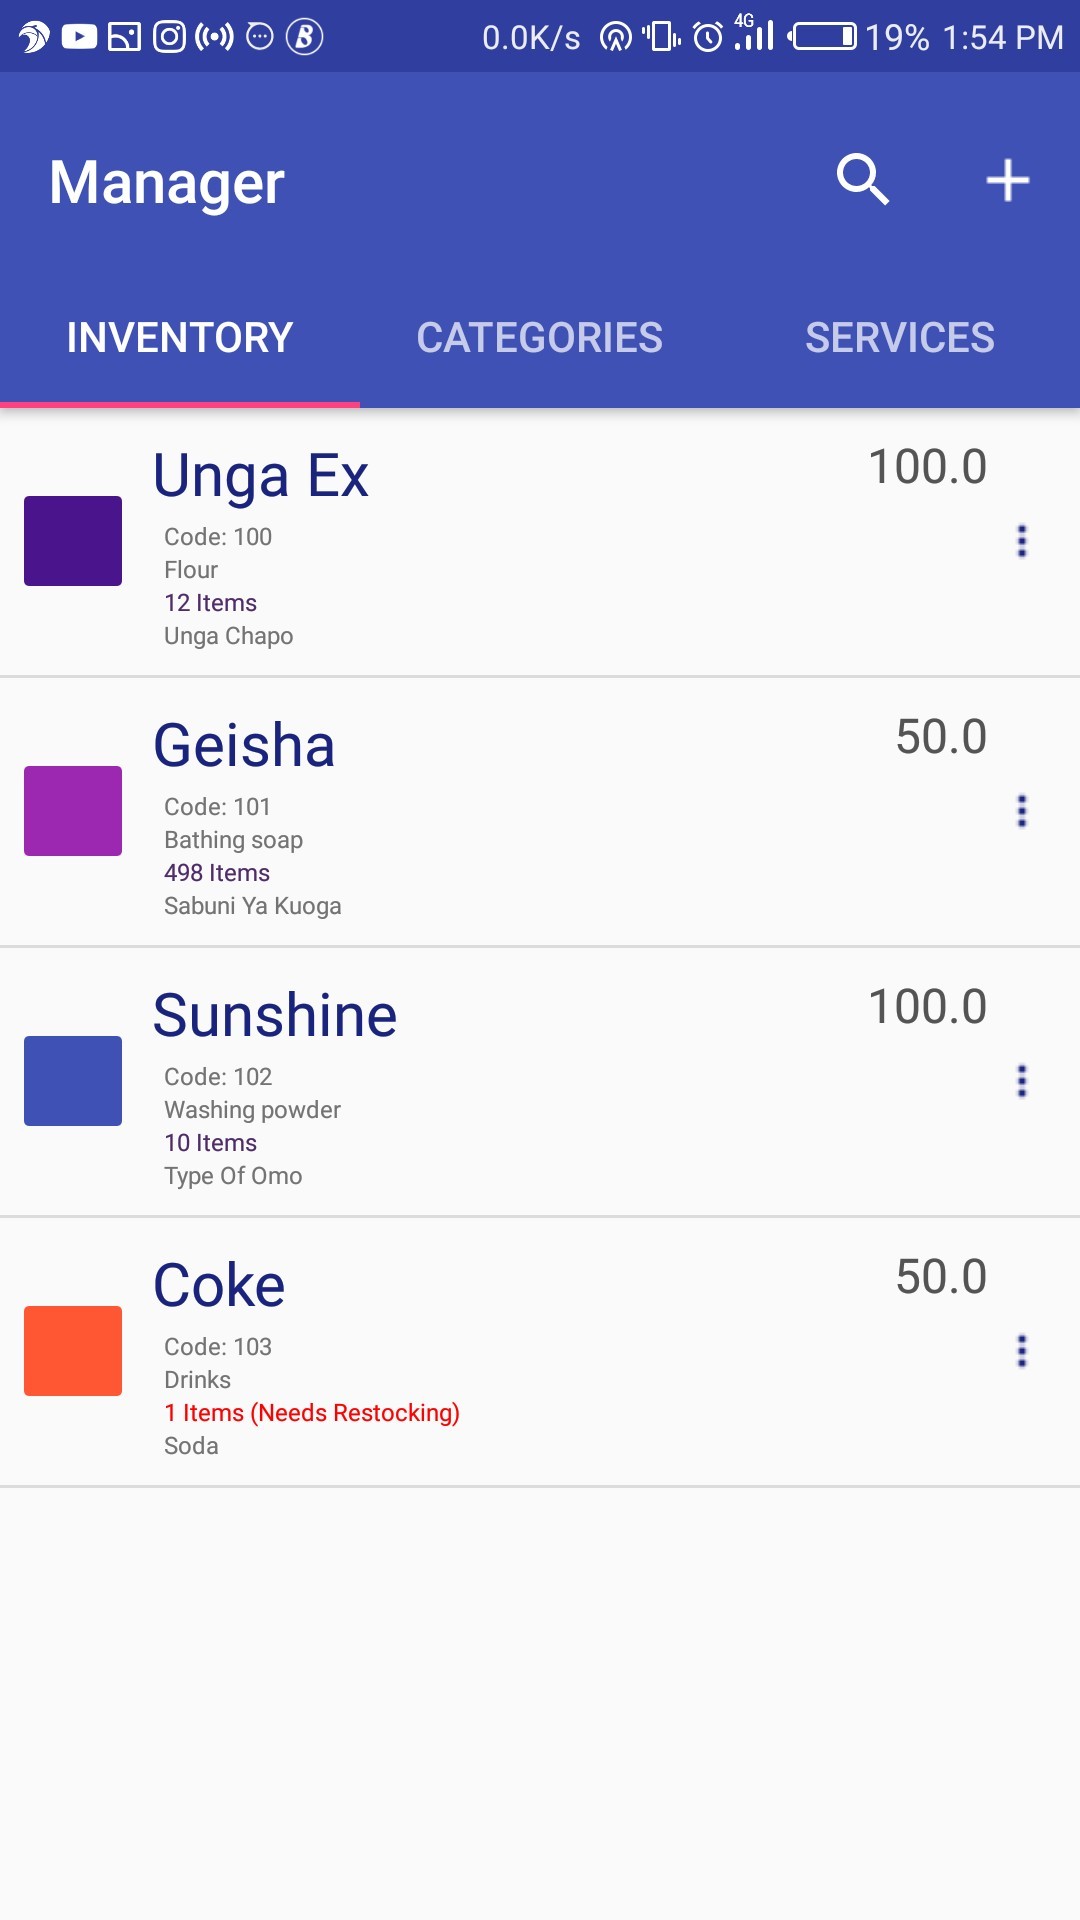 0.0K/s 4G 19% 1:54 PM
Manager
INVENTORY CATEGORIES SERVICES
Unga Ex 100.0
Code: 100
Flour
12 Items
Unga Chapo
Geisha 50.0
Code: 101
Bathing soap
498 Items
Sabuni Ya Kuoga
Sunshine 100.0
Code: 102
Washing powder
10 Items
Type Of Omo
Coke 50.0
Code: 103
Drinks
1 Items (Needs Restocking)
Soda